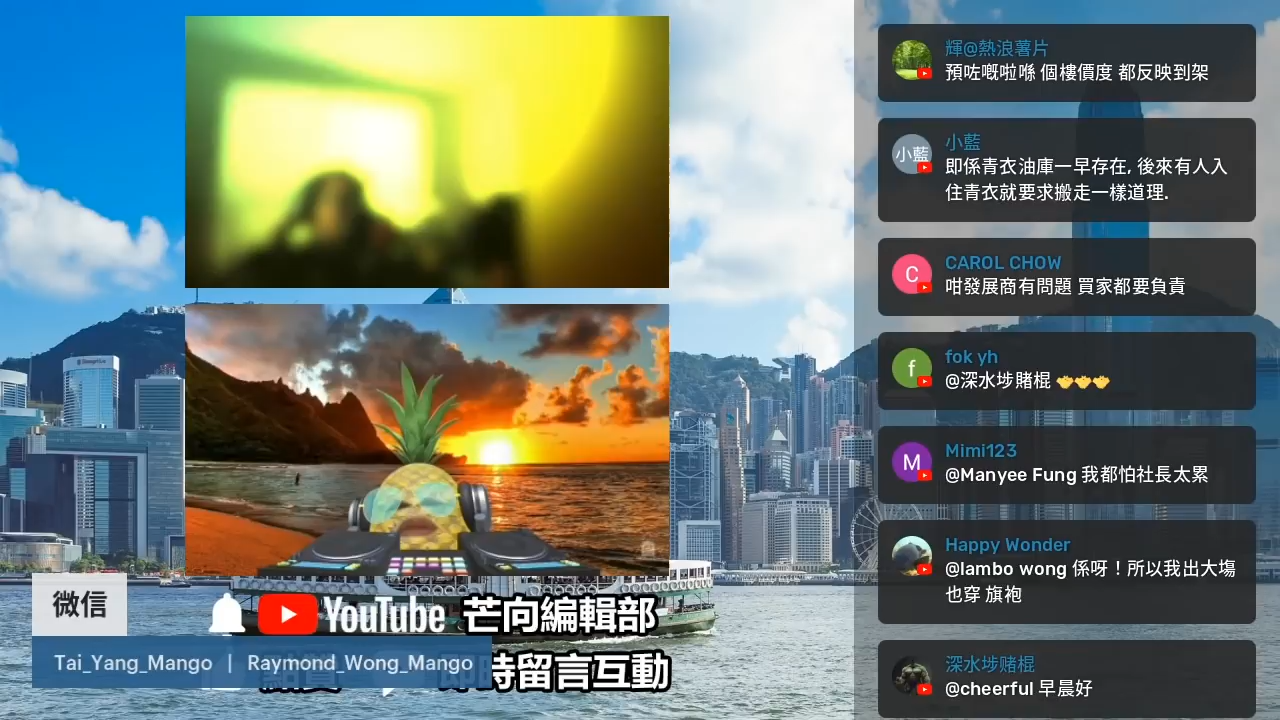 輝@熱浪薯片
預咗嘅啦喺 個樓價度 都反映到架
小藍
小藍
即係青衣油庫一早存在, 後來有人入
住青衣就要求搬走一樣道理.
C
CAROL CHOW
咁發展商有問題 買家都要負責
f
fok yh
@深水埗賭棍
M
Mimi123
@Manyee Fung 我都怕社長太累
Happy Wonder
@lambo wong 係呀！所以我出大塲
也穿 旗袍
深水埗赌棍
@cheerful 早晨好
微信
Tai_Yang_Mango | Raymond_Wong_Mango
YouTube 芒向編輯部
即時留言互動